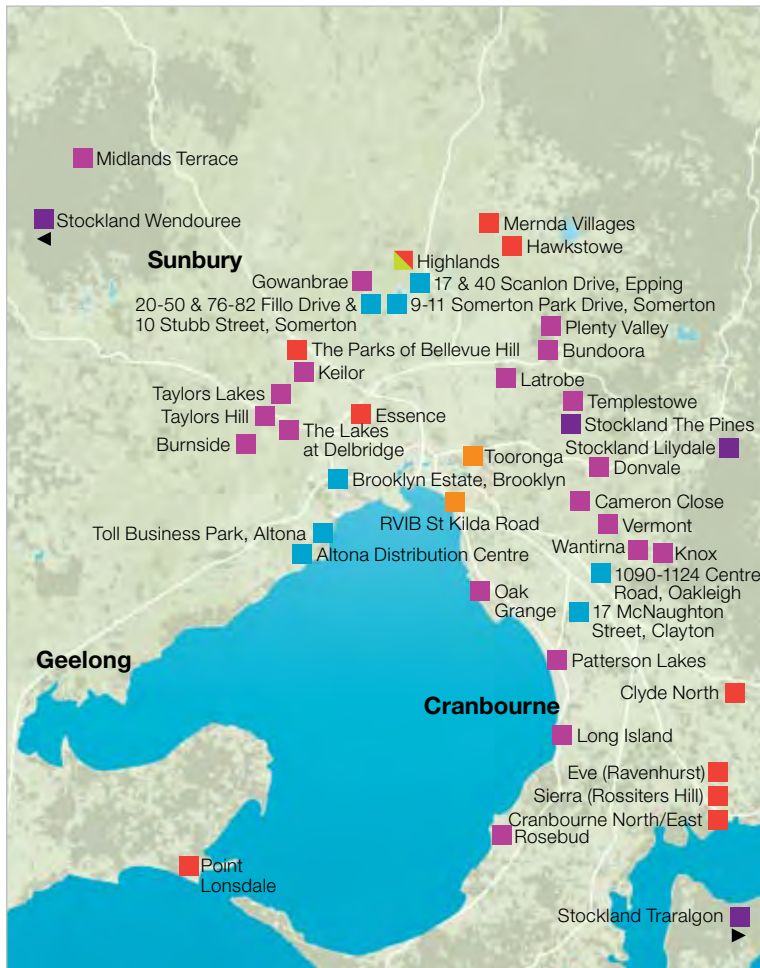 Midlands Terrace
Stockland Wendouree
Mernda Villages
Hawkstowe
Sunbury
Highlands
Gowanbrae
17 & 40 Scanlon Drive, Epping
20-50 & 76-82 Fillo Drive &
10 Stubb Street, Somerton
9-11 Somerton Park Drive, Somerton
Plenty Valley
The Parks of Bellevue Hill
Bundoora
Keilor
Latrobe
Taylors Lakes
Templestowe
Taylors Hill
Essence
Stockland The Pines
The Lakes
at Delbridge
Burnside
Stockland Lilydale
Tooronga
Donvale
Brooklyn Estate, Brooklyn
Cameron Close
RVIB St Kilda Road
Vermont
Toll Business Park, Altona
Altona Distribution Centre
Wantirna
Knox
1090-1124 Centre
Road, Oakleigh
Oak
Grange
17 McNaughton
Street, Clayton
Geelong
Patterson Lakes
Clyde North
Cranbourne
Long Island
Eve (Ravenhurst)
Sierra (Rossiters Hill)
Cranbourne North/East
Rosebud
Point
Lonsdale
Stockland Traralgon